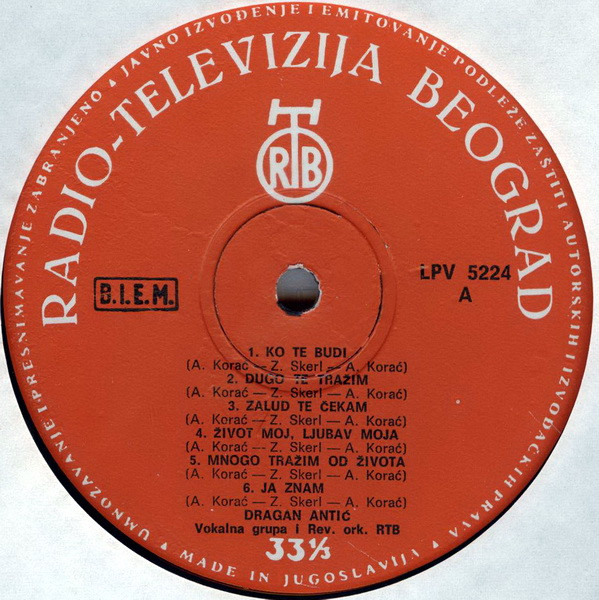 UMNOŽAVANJE I PRESNIMAVANJE ZABRANJENO ▲ JAVNO IZVOĐENJE I EMITOVANJE PODLEŽE ZAŠTITI AUTORSKIH I IZVOĐAČKIH PRAVA ▲ MADE IN JUGOSLAVIJA ▲
RADIO-TELEVIZIJA BEOGRAD
RTB
B.I.E.M.
LPV 5224
A
1. KO TE BUDI
(A. Korać — Z. Skerl — A. Korać)
2. DUGO TE TRAŽIM
(A. Korać — Z. Skerl — A. Korać)
3. ZALUD TE ČEKAM
(A. Korać — Z. Skerl — A. Korać)
4. ŽIVOT MOJ, LJUBAV MOJA
(A. Korać — Z. Skerl — A. Korać)
5. MNOGO TRAŽIM OD ŽIVOTA
(A. Korać — Z. Skerl — A. Korać)
6. JA ZNAM
(A. Korać — Z. Skerl — A. Korać)
DRAGAN ANTIĆ
Vokalna grupa i Rev. ork. RTB
33⅓